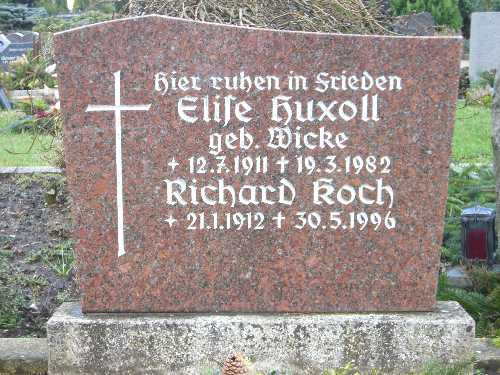 Hier ruhen in Frieden
Eliſe Huxoll
geb. Wicke
* 12.7.1911 † 19.3.1982
Richard Koch
* 21.1.1912 † 30.5.1996